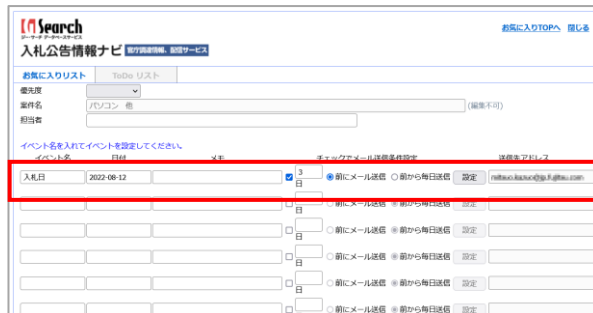 G Search
ジーサーチ データベースサービス
お気に入りTOPへ 閉じる
入札公告情報ナビ 官庁調達情報、配信サービス
お気に入りリスト ToDo リスト
優先度
案件名 パソコン 他 (編集不可)
担当者
イベント名を入れてイベントを設定してください。
イベント名 日付 メモ チェックでメール送信条件設定 送信先アドレス
入札日 2022-08-12 3 日 前にメール送信 前から毎日送信 設定
日 前にメール送信 前から毎日送信 設定
日 前にメール送信 前から毎日送信 設定
日 前にメール送信 前から毎日送信 設定
日 前にメール送信 前から毎日送信 設定
日 前にメール送信 前から毎日送信 設定